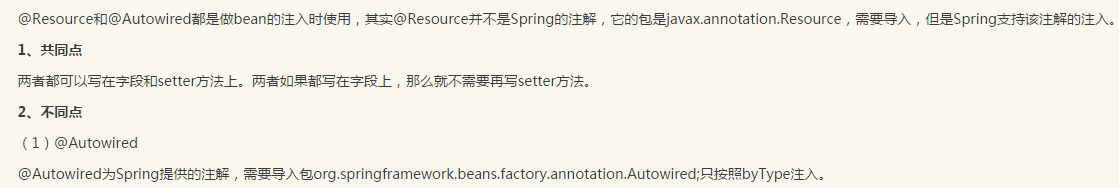 @Resource和@Autowired都是做bean的注入时使用，其实@Resource并不是Spring的注解，它的包是javax.annotation.Resource，需要导入，但是Spring支持该注解的注入。
1、共同点
两者都可以写在字段和setter方法上。两者如果都写在字段上，那么就不需要再写setter方法。
2、不同点
（1）@Autowired
@Autowired为Spring提供的注解，需要导入包org.springframework.beans.factory.annotation.Autowired;只按照byType注入。